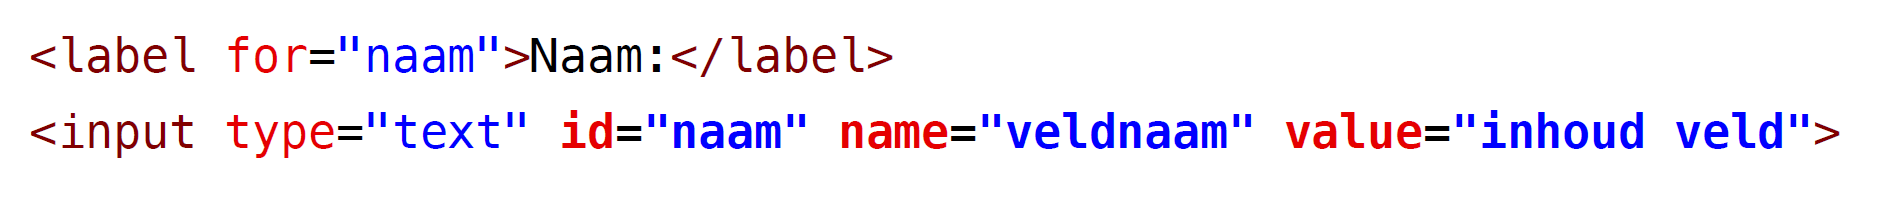 <label for="naam">Naam:</label>
<input type="text" id="naam" name="veldnaam" value="inhoud veld">